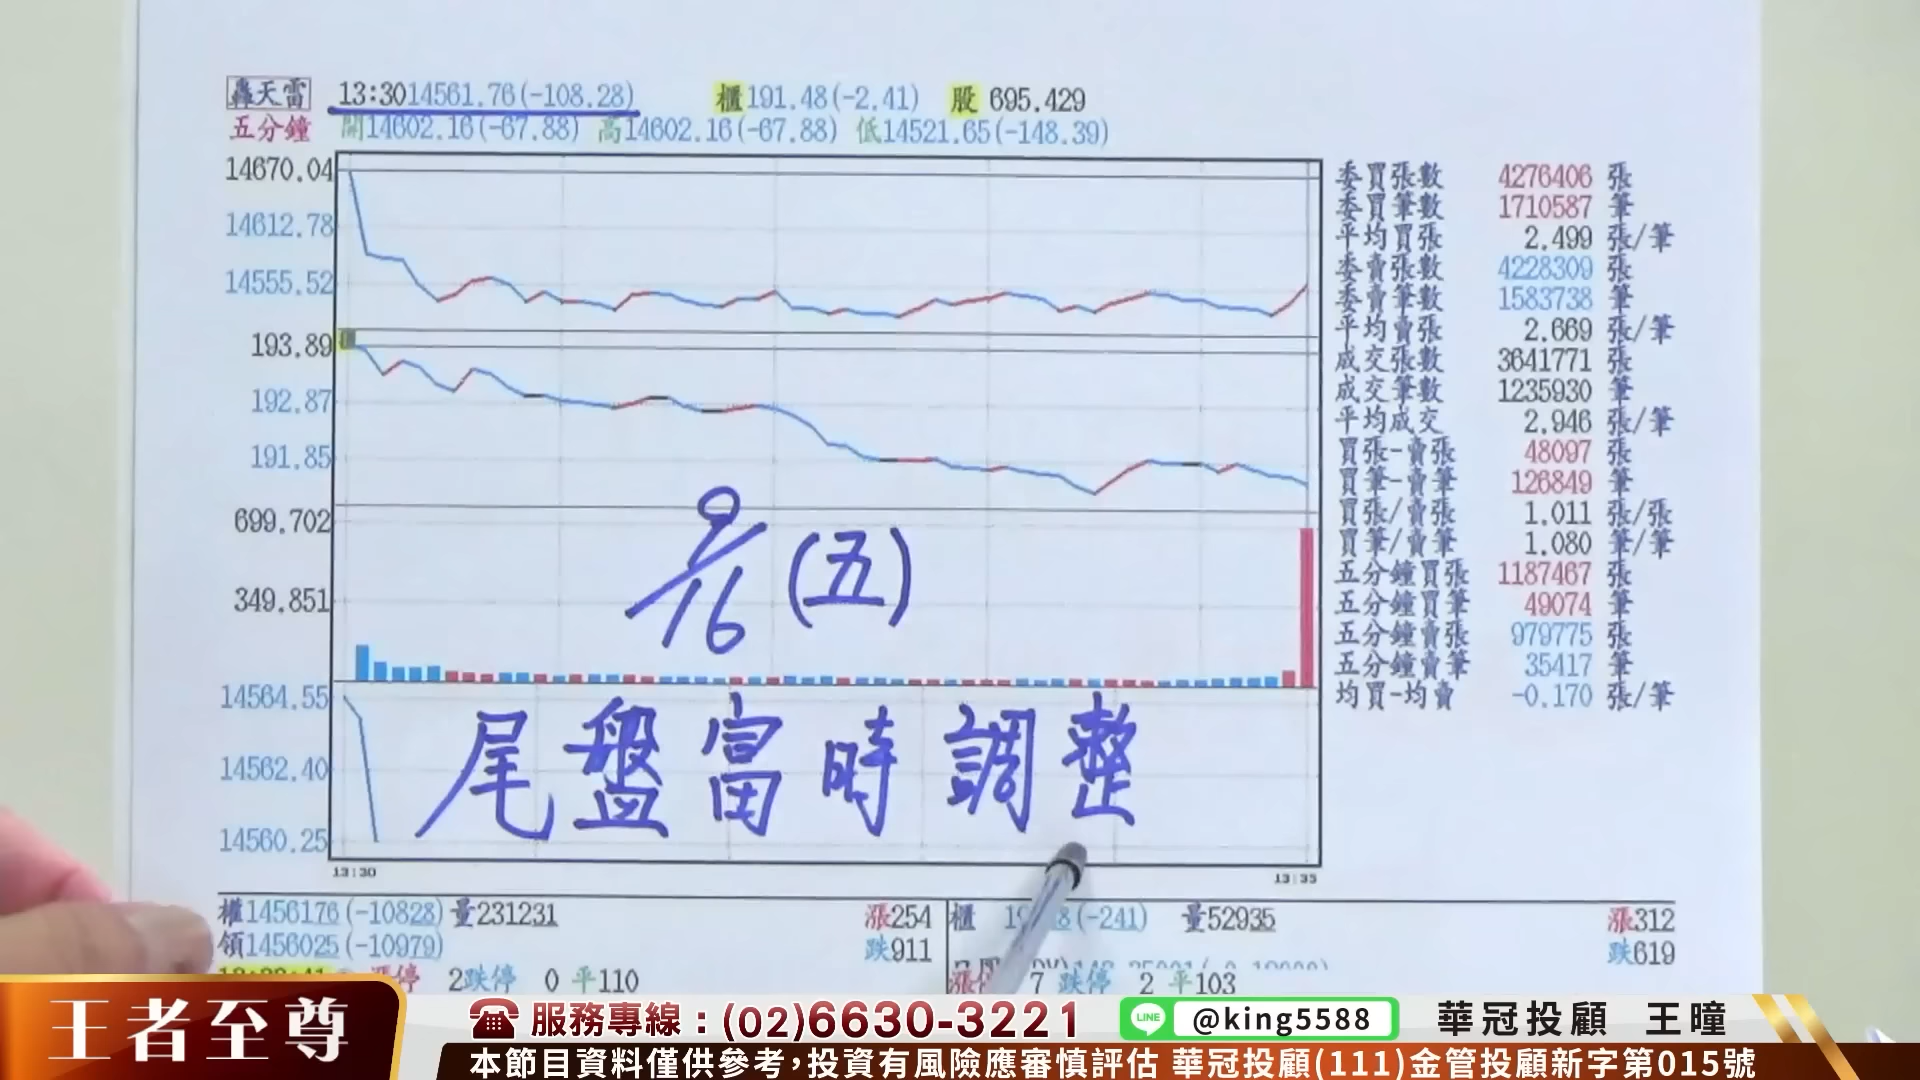 轟天雷 13:30 14561.76(-108.28) 櫃191.48(-2.41) 股 695.429
五分鐘 開14602.16(-67.88) 高14602.16(-67.88) 低14521.65(-148.39)
14670.04
14612.78
14555.52
193.89
192.87
191.85
699.702
349.851
14564.55
14562.40
14560.25
13:30
13:35
9/16 (五)
尾盤富時調整
委買張數 4276406 張
委買筆數 1710587 筆
平均買張 2.499 張/筆
委賣張數 4228309 張
委賣筆數 1583738 筆
平均賣張 2.669 張/筆
成交張數 3641771 張
成交筆數 1235930 筆
平均成交 2.946 張/筆
買張-賣張 48097 張
買筆-賣筆 126849 筆
買張/賣張 1.011 張/張
買筆/賣筆 1.080 筆/筆
五分鐘買張 1187467 張
五分鐘買筆 49074 筆
五分鐘賣張 979775 張
五分鐘賣筆 35417 筆
均買-均賣 -0.170 張/筆
權1456176(-10828)量231231 漲254
領1456025(-10979) 跌911
漲停 2跌停 0 平110
櫃 (-241) 量52935 漲312
跌619
7 跌停 2 平103
王者至尊
服務專線：(02)6630-3221 LINE @king5588 華冠投顧 王曈
本節目資料僅供參考，投資有風險應審慎評估 華冠投顧(111)金管投顧新字第015號